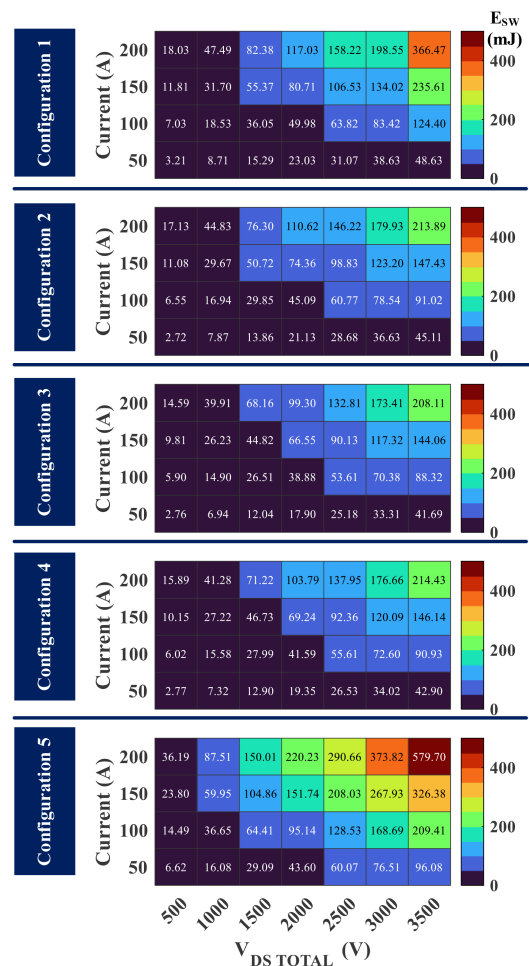 E_SW
(mJ)
Configuration 1
Current (A)
200 18.03 47.49 82.38 117.03 158.22 198.55 366.47
150 11.81 31.70 55.37 80.71 106.53 134.02 235.61
100 7.03 18.53 36.05 49.98 63.82 83.42 124.40
50 3.21 8.71 15.29 23.03 31.07 38.63 48.63
400
200
0
Configuration 2
Current (A)
200 17.13 44.83 76.30 110.62 146.22 179.93 213.89
150 11.08 29.67 50.72 74.36 98.83 123.20 147.43
100 6.55 16.94 29.85 45.09 60.77 78.54 91.02
50 2.72 7.87 13.86 21.13 28.68 36.63 45.11
400
200
0
Configuration 3
Current (A)
200 14.59 39.91 68.16 99.30 132.81 173.41 208.11
150 9.81 26.23 44.82 66.55 90.13 117.32 144.06
100 5.90 14.90 26.51 38.88 53.61 70.38 88.32
50 2.76 6.94 12.04 17.90 25.18 33.31 41.69
400
200
0
Configuration 4
Current (A)
200 15.89 41.28 71.22 103.79 137.95 176.66 214.43
150 10.15 27.22 46.73 69.24 92.36 120.09 146.14
100 6.02 15.58 27.99 41.59 55.61 72.60 90.93
50 2.77 7.32 12.90 19.35 26.53 34.02 42.90
400
200
0
Configuration 5
Current (A)
200 36.19 87.51 150.01 220.23 290.66 373.82 579.70
150 23.80 59.95 104.86 151.74 208.03 267.93 326.38
100 14.49 36.65 64.41 95.14 128.53 168.69 209.41
50 6.62 16.08 29.09 43.60 60.07 76.51 96.08
400
200
0
500 1000 1500 2000 2500 3000 3500
V_DS TOTAL (V)